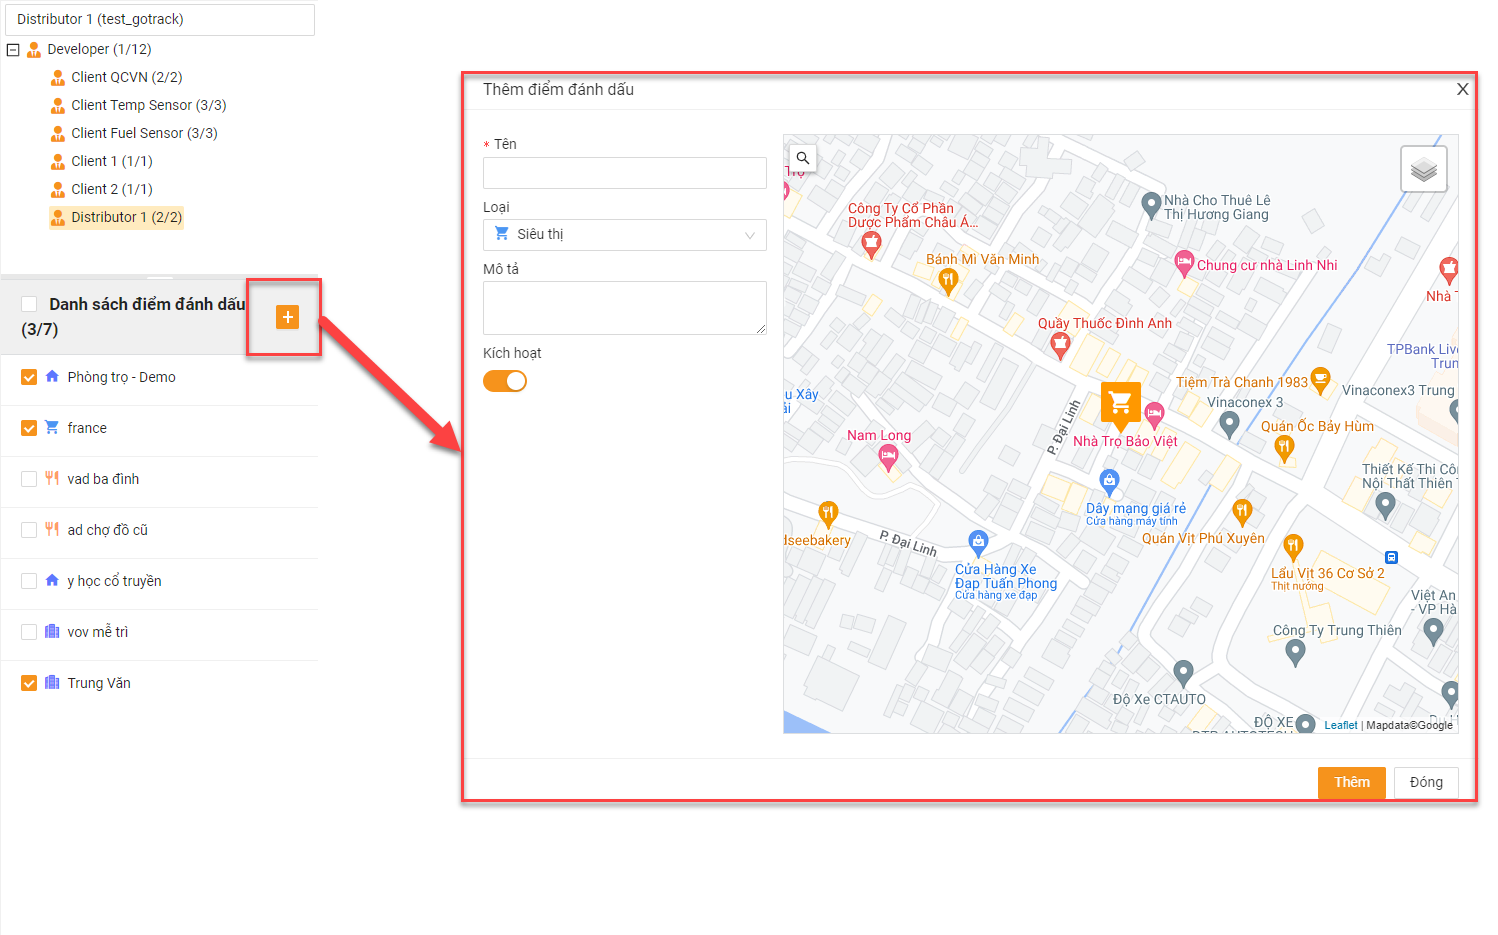 Distributor 1 (test_gotrack)
Developer (1/12)
Client QCVN (2/2)
Client Temp Sensor (3/3)
Client Fuel Sensor (3/3)
Client 1 (1/1)
Client 2 (1/1)
Distributor 1 (2/2)
Danh sách điểm đánh dấu
(3/7)
Phòng trọ - Demo
france
vad ba đình
ad chợ đồ cũ
y học cổ truyền
vov mễ trì
Trung Văn
Thêm điểm đánh dấu
X
* Tên
Loại
Siêu thị
Mô tả
Kích hoạt
Nhà Cho Thuê Lê
Thị Hương Giang
Công Ty Cổ Phần
Dược Phẩm Châu Á...
Bánh Mì Văn Minh
Chung cư nhà Linh Nhi
Nhà
Quầy Thuốc Đình Anh
TPBank Live
Trun
Tiệm Trà Chanh 1983
Vinaconex3 Trung
Vinaconex 3
u Xây
ải
P. Đại Linh
Quán Ốc Bảy Hùm
Nam Long
Nhà Trọ Bảo Việt
Thiết Kế Thi Cô
Nội Thất Thiên
Dây mạng giá rẻ
Cửa hàng máy tính
dseebakery
P. Đại Linh
Quán Vịt Phú Xuyên
Cửa Hàng Xe
Đạp Tuấn Phong
Cửa hàng xe đạp
Lẩu Vịt 36 Cơ Sở 2
Thịt nướng
Việt An
- VP Hà
Công Ty Trung Thiên
Độ Xe CTAUTO
ĐỘ XE
Leaflet | Mapdata©Google
Thêm
Đóng